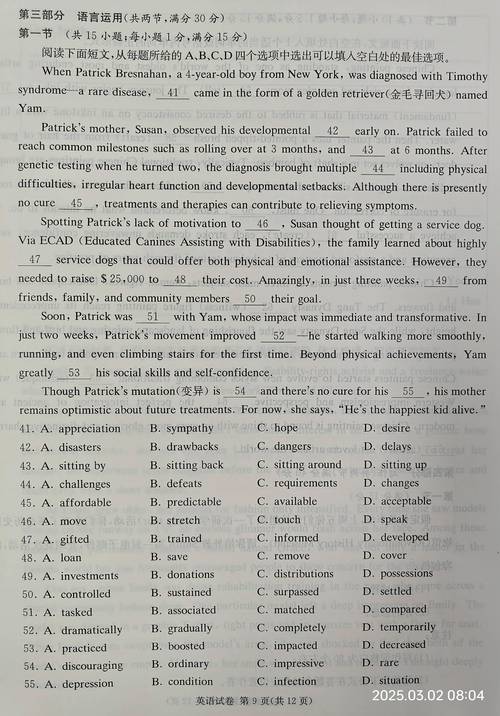 第三部分 语言运用(共两节,满分 30 分)
第一节 (共 15 小题;每小题 1 分,满分 15 分)
阅读下面短文,从每题所给的 A、B、C、D 四个选项中选出可以填入空白处的最佳选项。
When Patrick Bresnahan, a 4-year-old boy from New York, was diagnosed with Timothy
syndrome—a rare disease, 41 came in the form of a golden retriever(金毛寻回犬) named
Yam.
Patrick's mother, Susan, observed his developmental 42 early on. Patrick failed to
reach common milestones such as rolling over at 3 months, and 43 at 6 months. After
genetic testing when he turned two, the diagnosis brought multiple 44 including physical
difficulties, irregular heart function and developmental setbacks. Although there is presently
no cure 45 , treatments and therapies can contribute to relieving symptoms.
Spotting Patrick's lack of motivation to 46 , Susan thought of getting a service dog.
Via ECAD (Educated Canines Assisting with Disabilities), the family learned about highly
47 service dogs that could offer both physical and emotional assistance. However, they
needed to raise $25,000 to 48 their cost. Amazingly, in just three weeks, 49 from
friends, family, and community members 50 their goal.
Soon, Patrick was 51 with Yam, whose impact was immediate and transformative. In
just two weeks, Patrick's movement improved 52 —he started walking more smoothly,
running, and even climbing stairs for the first time. Beyond physical achievements, Yam
greatly 53 his social skills and self-confidence.
Though Patrick's mutation(变异) is 54 and there's no cure for his 55 , his mother
remains optimistic about future treatments. For now, she says, "He's the happiest kid alive."
41. A. appreciation B. sympathy C. hope D. desire
42. A. disasters B. drawbacks C. dangers D. delays
43. A. sitting by B. sitting back C. sitting around D. sitting up
44. A. challenges B. defeats C. requirements D. changes
45. A. affordable B. predictable C. available D. acceptable
46. A. move B. stretch C. touch D. speak
47. A. gifted B. trained C. informed D. developed
48. A. loan B. save C. remove D. cover
49. A. investments B. donations C. distributions D. possessions
50. A. controlled B. sustained C. surpassed D. settled
51. A. tasked B. associated C. matched D. compared
52. A. dramatically B. gradually C. completely D. temporarily
53. A. practiced B. boosted C. impacted D. decreased
54. A. discouraging B. ordinary C. impressive D. rare
55. A. depression B. condition C. infection D. situation
英语试卷 第 9 页(共 12 页)
2025.03.02 08:04